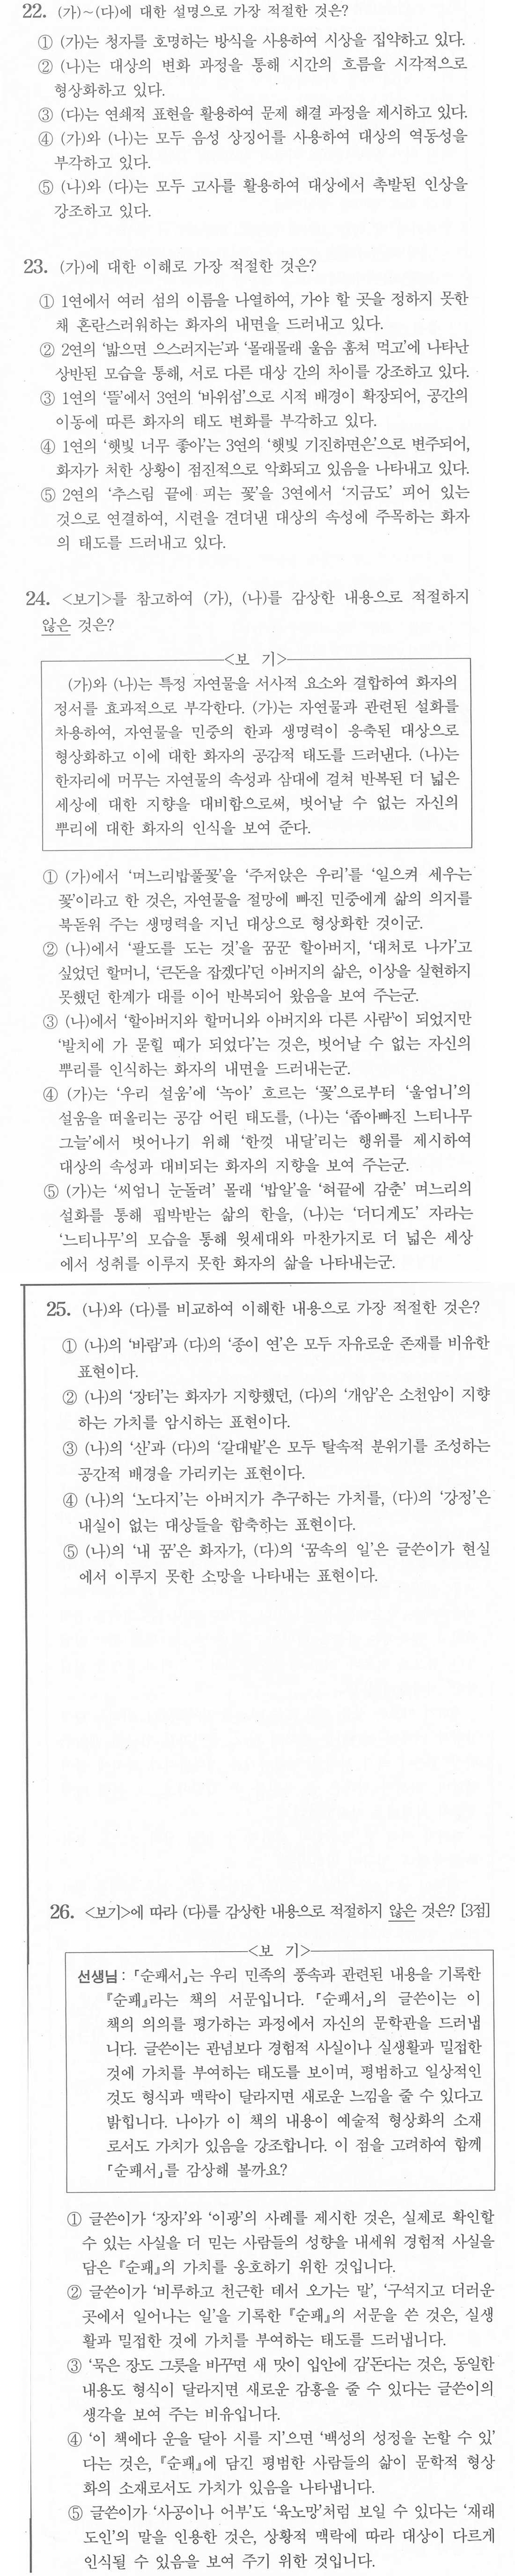 22. (가)~(다)에 대한 설명으로 가장 적절한 것은?
① (가)는 청자를 호명하는 방식을 사용하여 시상을 집약하고 있다.
② (나)는 대상의 변화 과정을 통해 시간의 흐름을 시각적으로
형상화하고 있다.
③ (다)는 연쇄적 표현을 활용하여 문제 해결 과정을 제시하고 있다.
④ (가)와 (나)는 모두 음성 상징어를 사용하여 대상의 역동성을
부각하고 있다.
⑤ (나)와 (다)는 모두 고사를 활용하여 대상에서 촉발된 인상을
강조하고 있다.
23. (가)에 대한 이해로 가장 적절한 것은?
① 1연에서 여러 섬의 이름을 나열하여, 가야 할 곳을 정하지 못한
채 혼란스러워하는 화자의 내면을 드러내고 있다.
② 2연의 '밟으면 으스러지는'과 '몰래몰래 울음 훔쳐 먹고'에 나타난
상반된 모습을 통해, 서로 다른 대상 간의 차이를 강조하고 있다.
③ 1연의 '뜰'에서 3연의 '바위섬'으로 시적 배경이 확장되어, 공간의
이동에 따른 화자의 태도 변화를 부각하고 있다.
④ 1연의 '햇빛 너무 좋아'는 3연의 '햇빛 기진하면은'으로 변주되어,
화자가 처한 상황이 점진적으로 악화되고 있음을 나타내고 있다.
⑤ 2연의 '추스림 끝에 피는 꽃'을 3연에서 '지금도' 피어 있는
것으로 연결하여, 시련을 견뎌낸 대상의 속성에 주목하는 화자
의 태도를 드러내고 있다.
24. <보기>를 참고하여 (가), (나)를 감상한 내용으로 적절하지
않은 것은?
<보 기>
(가)와 (나)는 특정 자연물을 서사적 요소와 결합하여 화자의
정서를 효과적으로 부각한다. (가)는 자연물과 관련된 설화를
차용하여, 자연물을 민중의 한과 생명력이 응축된 대상으로
형상화하고 이에 대한 화자의 공감적 태도를 드러낸다. (나)는
한자리에 머무는 자연물의 속성과 삼대에 걸쳐 반복된 더 넓은
세상에 대한 지향을 대비함으로써, 벗어날 수 없는 자신의
뿌리에 대한 화자의 인식을 보여 준다.
① (가)에서 '며느리밥풀꽃'을 '주저앉은 우리'를 '일으켜 세우는
꽃'이라고 한 것은, 자연물을 절망에 빠진 민중에게 삶의 의지를
북돋워 주는 생명력을 지닌 대상으로 형상화한 것이군.
② (나)에서 '팔도를 도는 것'을 꿈꾼 할아버지, '대처로 나가'고
싶었던 할머니, '큰돈을 잡겠다'던 아버지의 삶은, 이상을 실현하지
못했던 한계가 대를 이어 반복되어 왔음을 보여 주는군.
③ (나)에서 '할아버지와 할머니와 아버지와 다른 사람'이 되었지만
'발치에 가 묻힐 때가 되었다'는 것은, 벗어날 수 없는 자신의
뿌리를 인식하는 화자의 내면을 드러내는군.
④ (가)는 '우리 설움'에 '녹아' 흐르는 '꽃'으로부터 '울엄니'의
설움을 떠올리는 공감 어린 태도를, (나)는 '좁아빠진 느티나무
그늘'에서 벗어나기 위해 '한껏 내달'리는 행위를 제시하여
대상의 속성과 대비되는 화자의 지향을 보여 주는군.
⑤ (가)는 '씨엄니 눈돌려' 몰래 '밥알'을 '혀끝에 감춘' 며느리의
설화를 통해 핍박받는 삶의 한을, (나)는 '더디게도' 자라는
'느티나무'의 모습을 통해 윗세대와 마찬가지로 더 넓은 세상
에서 성취를 이루지 못한 화자의 삶을 나타내는군.
25. (나)와 (다)를 비교하여 이해한 내용으로 가장 적절한 것은?
① (나)의 '바람'과 (다)의 '종이 연'은 모두 자유로운 존재를 비유한
표현이다.
② (나)의 '장터'는 화자가 지향했던, (다)의 '개암'은 소천암이 지향
하는 가치를 암시하는 표현이다.
③ (나)의 '산'과 (다)의 '갈대밭'은 모두 탈속적 분위기를 조성하는
공간적 배경을 가리키는 표현이다.
④ (나)의 '노다지'는 아버지가 추구하는 가치를, (다)의 '강정'은
내실이 없는 대상들을 함축하는 표현이다.
⑤ (나)의 '내 꿈'은 화자가, (다)의 '꿈속의 일'은 글쓴이가 현실
에서 이루지 못한 소망을 나타내는 표현이다.
26. <보기>에 따라 (다)를 감상한 내용으로 적절하지 않은 것은? [3점]
<보 기>
선생님 : 「순패서」는 우리 민족의 풍속과 관련된 내용을 기록한
『순패』라는 책의 서문입니다. 「순패서」의 글쓴이는 이
책의 의의를 평가하는 과정에서 자신의 문학관을 드러냅
니다. 글쓴이는 관념보다 경험적 사실이나 실생활과 밀접한
것에 가치를 부여하는 태도를 보이며, 평범하고 일상적인
것도 형식과 맥락이 달라지면 새로운 느낌을 줄 수 있다고
밝힙니다. 나아가 이 책의 내용이 예술적 형상화의 소재
로서도 가치가 있음을 강조합니다. 이 점을 고려하여 함께
「순패서」를 감상해 볼까요?
① 글쓴이가 '장자'와 '이광'의 사례를 제시한 것은, 실제로 확인할
수 있는 사실을 더 믿는 사람들의 성향을 내세워 경험적 사실을
담은 『순패』의 가치를 옹호하기 위한 것입니다.
② 글쓴이가 '비루하고 천근한 데서 오가는 말', '구석지고 더러운
곳에서 일어나는 일'을 기록한 『순패』의 서문을 쓴 것은, 실생
활과 밀접한 것에 가치를 부여하는 태도를 드러냅니다.
③ '묵은 장도 그릇을 바꾸면 새 맛이 입안에 감'돈다는 것은, 동일한
내용도 형식이 달라지면 새로운 감흥을 줄 수 있다는 글쓴이의
생각을 보여 주는 비유입니다.
④ '이 책에다 운을 달아 시를 지'으면 '백성의 성정을 논할 수 있'
다는 것은, 『순패』에 담긴 평범한 사람들의 삶이 문학적 형상
화의 소재로서도 가치가 있음을 나타냅니다.
⑤ 글쓴이가 '사공이나 어부'도 '육노망'처럼 보일 수 있다는 '재래
도인'의 말을 인용한 것은, 상황적 맥락에 따라 대상이 다르게
인식될 수 있음을 보여 주기 위한 것입니다.